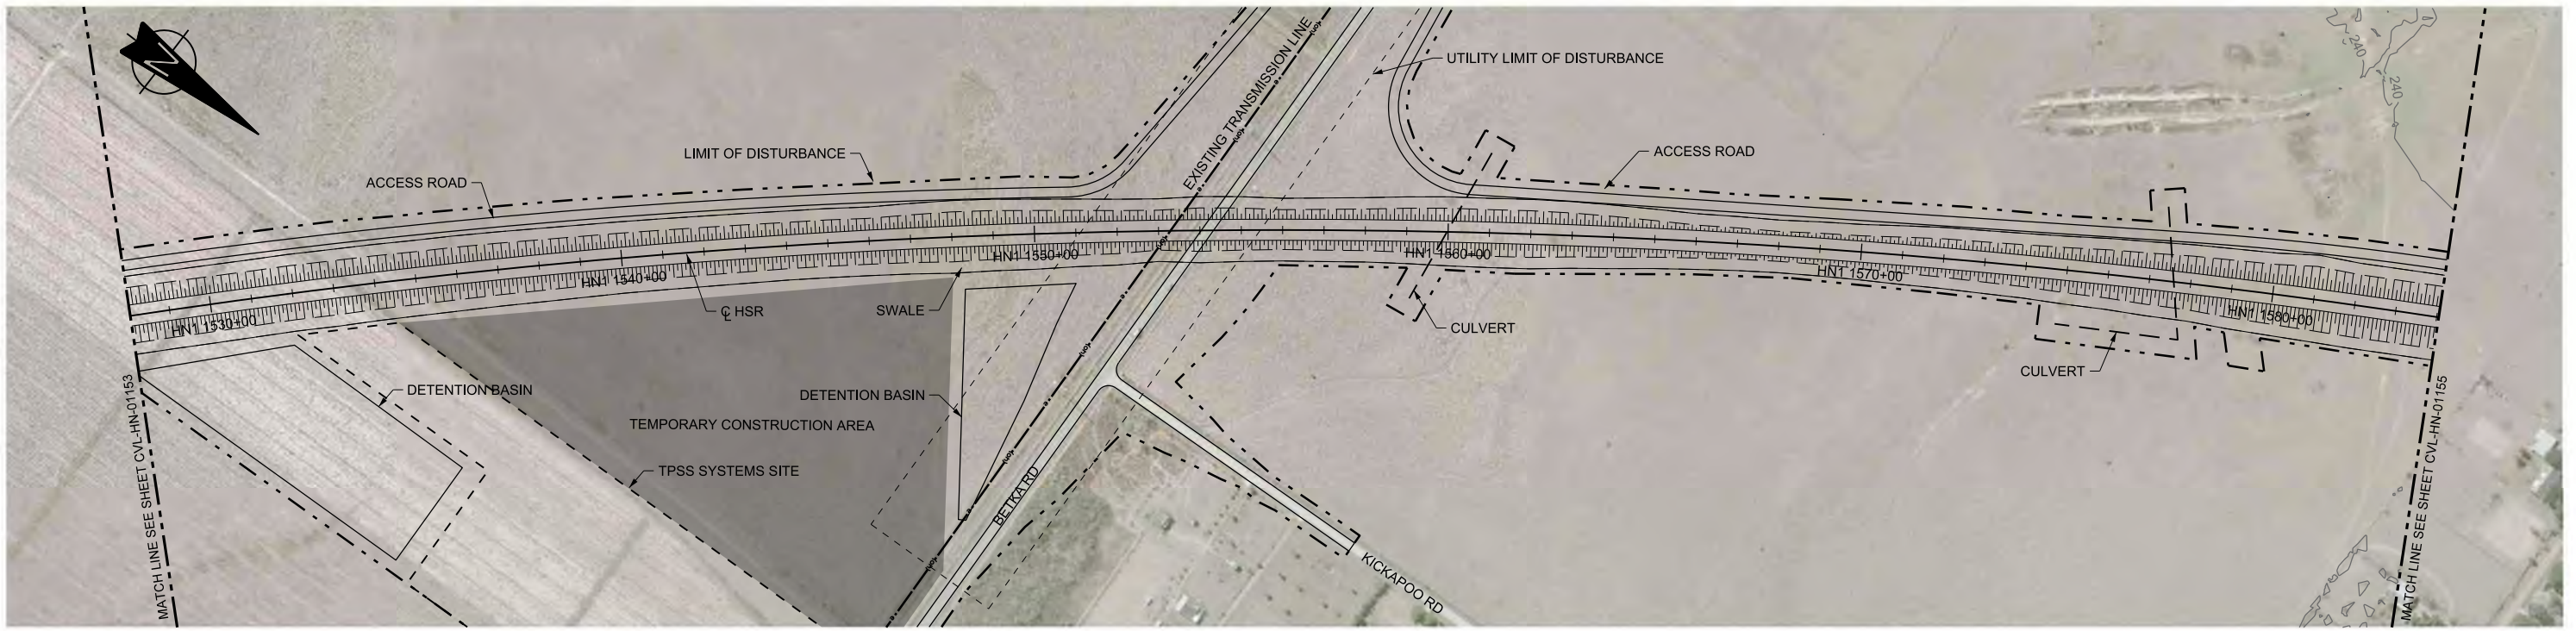 N
EXISTING TRANSMISSION LINE
UTILITY LIMIT OF DISTURBANCE
240
240
LIMIT OF DISTURBANCE
ACCESS ROAD
ACCESS ROAD
HN1 1530+00
HN1 1540+00
HN1 1550+00
HN1 1560+00
HN1 1570+00
HN1 1580+00
℄ HSR
SWALE
CULVERT
CULVERT
DETENTION BASIN
DETENTION BASIN
TEMPORARY CONSTRUCTION AREA
TPSS SYSTEMS SITE
BETKA RD
KICKAPOO RD
MATCH LINE SEE SHEET CVL-HN-01153
MATCH LINE SEE SHEET CVL-HN-01155